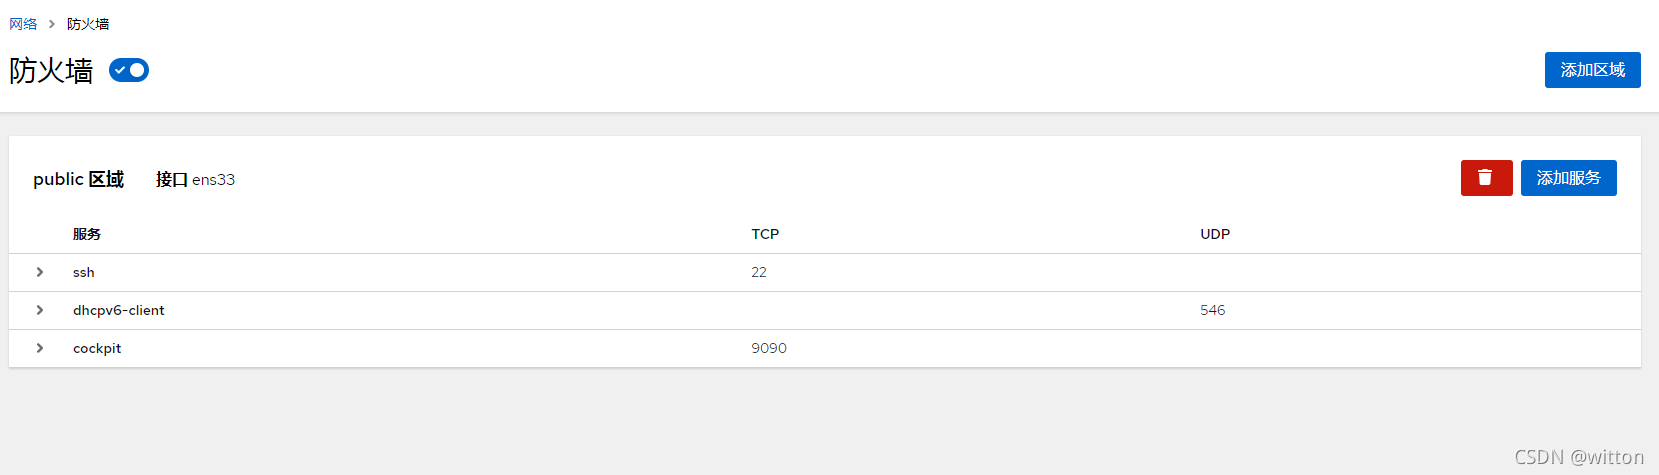 网络 防火墙
防火墙 添加区域
public 区域 接口 ens33 添加服务
服务 TCP UDP
ssh 22
dhcpv6-client 546
cockpit 9090
CSDN @witton